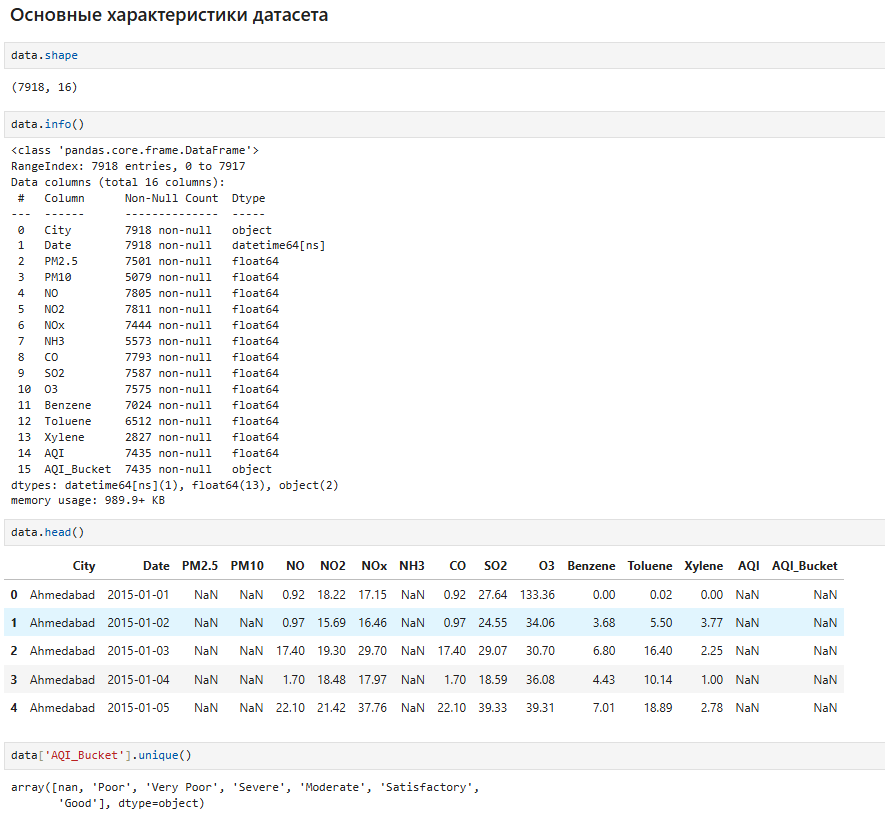 Основные характеристики датасета
data.shape
(7918, 16)
data.info()
<class 'pandas.core.frame.DataFrame'>
RangeIndex: 7918 entries, 0 to 7917
Data columns (total 16 columns):
 #   Column      Non-Null Count  Dtype
---  ------      --------------  -----
 0   City        7918 non-null   object
 1   Date        7918 non-null   datetime64[ns]
 2   PM2.5       7501 non-null   float64
 3   PM10        5079 non-null   float64
 4   NO          7805 non-null   float64
 5   NO2         7811 non-null   float64
 6   NOx         7444 non-null   float64
 7   NH3         5573 non-null   float64
 8   CO          7793 non-null   float64
 9   SO2         7587 non-null   float64
 10  O3          7575 non-null   float64
 11  Benzene     7024 non-null   float64
 12  Toluene     6512 non-null   float64
 13  Xylene      2827 non-null   float64
 14  AQI         7435 non-null   float64
 15  AQI_Bucket  7435 non-null   object
dtypes: datetime64[ns](1), float64(13), object(2)
memory usage: 989.9+ KB
data.head()
City Date PM2.5 PM10 NO NO2 NOx NH3 CO SO2 O3 Benzene Toluene Xylene AQI AQI_Bucket
0 Ahmedabad 2015-01-01 NaN NaN 0.92 18.22 17.15 NaN 0.92 27.64 133.36 0.00 0.02 0.00 NaN NaN
1 Ahmedabad 2015-01-02 NaN NaN 0.97 15.69 16.46 NaN 0.97 24.55 34.06 3.68 5.50 3.77 NaN NaN
2 Ahmedabad 2015-01-03 NaN NaN 17.40 19.30 29.70 NaN 17.40 29.07 30.70 6.80 16.40 2.25 NaN NaN
3 Ahmedabad 2015-01-04 NaN NaN 1.70 18.48 17.97 NaN 1.70 18.59 36.08 4.43 10.14 1.00 NaN NaN
4 Ahmedabad 2015-01-05 NaN NaN 22.10 21.42 37.76 NaN 22.10 39.33 39.31 7.01 18.89 2.78 NaN NaN
data['AQI_Bucket'].unique()
array([nan, 'Poor', 'Very Poor', 'Severe', 'Moderate', 'Satisfactory',
       'Good'], dtype=object)